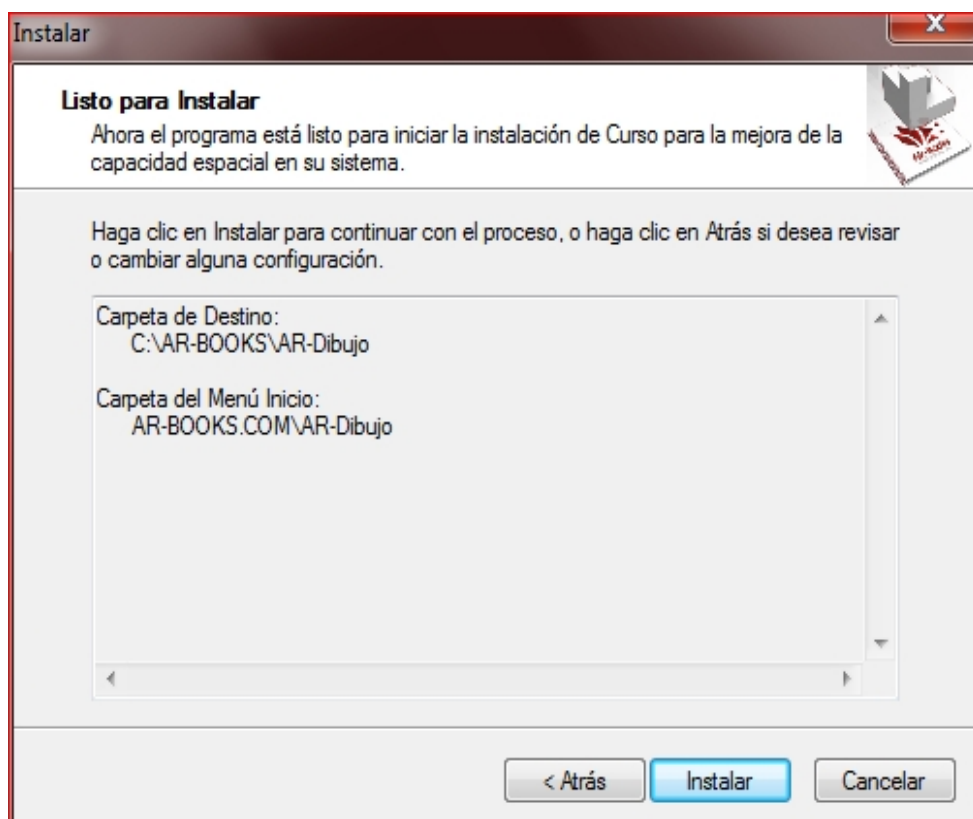 Instalar
X
Listo para Instalar
Ahora el programa está listo para iniciar la instalación de Curso para la mejora de la
capacidad espacial en su sistema.
Haga clic en Instalar para continuar con el proceso, o haga clic en Atrás si desea revisar
o cambiar alguna configuración.
Carpeta de Destino:
C:\AR-BOOKS\AR-Dibujo
Carpeta del Menú Inicio:
AR-BOOKS.COM\AR-Dibujo
< Atrás
Instalar
Cancelar